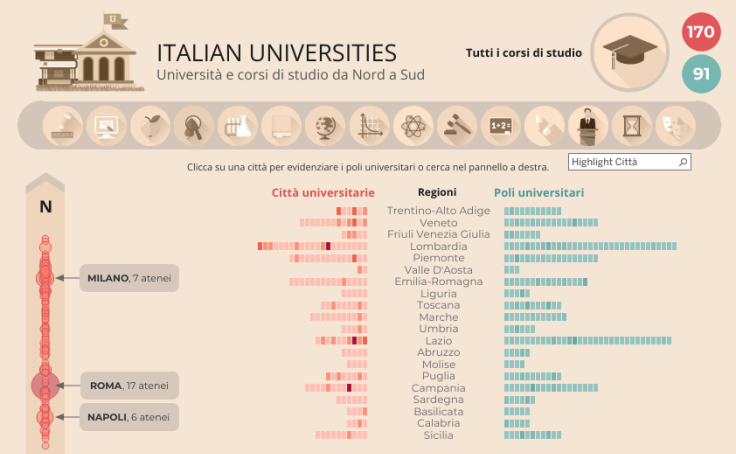 U
ITALIAN UNIVERSITIES
Università e corsi di studio da Nord a Sud
Tutti i corsi di studio
170
91
1+2=
Clicca su una città per evidenziare i poli universitari o cerca nel pannello a destra.
Highlight Città
Città universitarie
Regioni
Poli universitari
N
Trentino-Alto Adige
Veneto
Friuli Venezia Giulia
Lombardia
Piemonte
Valle D'Aosta
Emilia-Romagna
Liguria
Toscana
Marche
Umbria
Lazio
Abruzzo
Molise
Puglia
Campania
Sardegna
Basilicata
Calabria
Sicilia
MILANO, 7 atenei
ROMA, 17 atenei
NAPOLI, 6 atenei